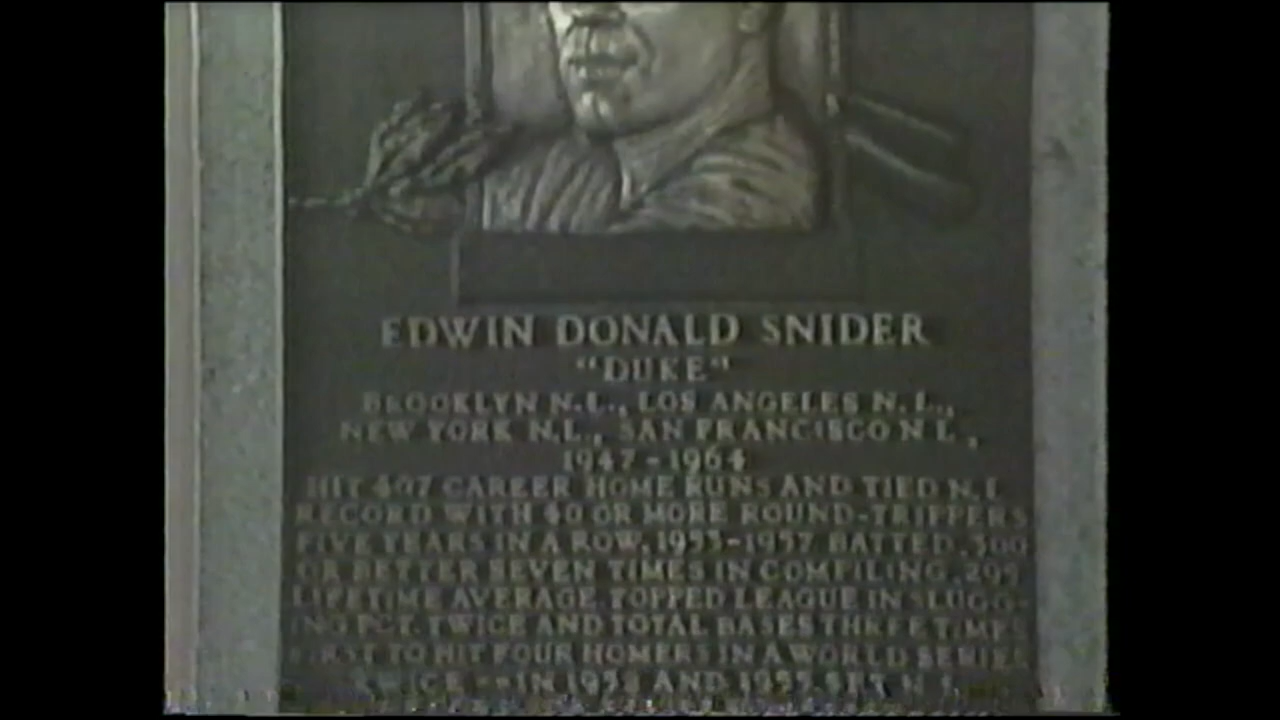 EDWIN DONALD SNIDER
"DUKE"
BROOKLYN N.L., LOS ANGELES N.L.,
NEW YORK N.L., SAN FRANCISCO N.L.,
1947-1964
HIT 407 CAREER HOME RUNS AND TIED N.L.
RECORD WITH 40 OR MORE ROUND-TRIPPERS
FIVE YEARS IN A ROW, 1953-1957. BATTED .300
OR BETTER SEVEN TIMES IN COMPILING .295
LIFETIME AVERAGE. TOPPED LEAGUE IN SLUGG-
ING PCT. TWICE AND TOTAL BASES THREE TIMES.
FIRST TO HIT FOUR HOMERS IN A WORLD SERIES
TWICE--IN 1952 AND 1955. SET N.L.